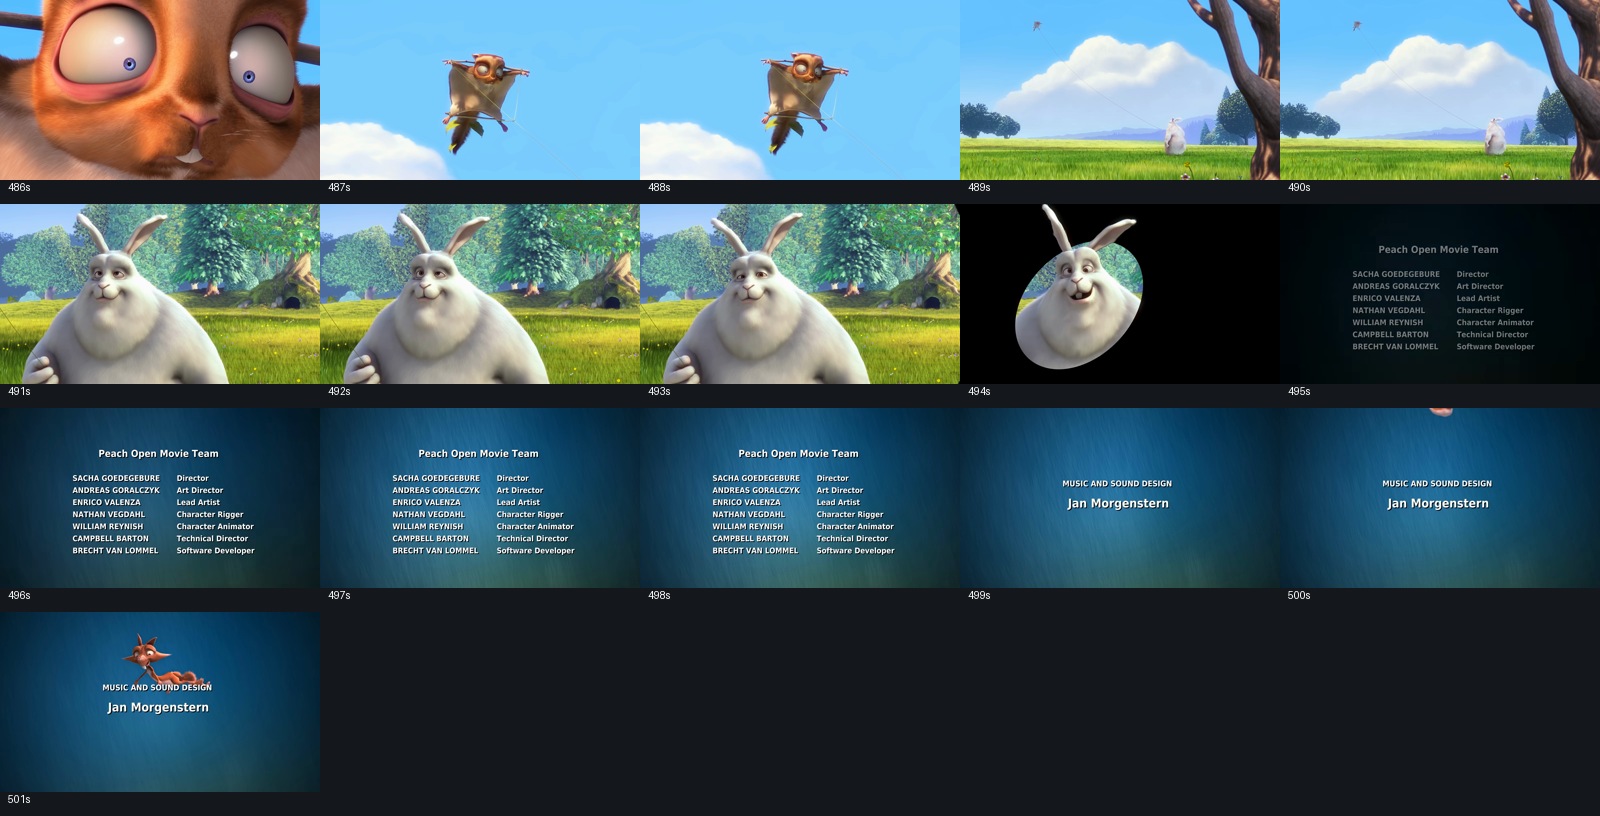 486s
487s
488s
489s
490s
491s
492s
493s
494s
Peach Open Movie Team
SACHA GOEDEGEBURE Director
ANDREAS GORALCZYK Art Director
ENRICO VALENZA Lead Artist
NATHAN VEGDAHL Character Rigger
WILLIAM REYNISH Character Animator
CAMPBELL BARTON Technical Director
BRECHT VAN LOMMEL Software Developer
495s
Peach Open Movie Team
SACHA GOEDEGEBURE Director
ANDREAS GORALCZYK Art Director
ENRICO VALENZA Lead Artist
NATHAN VEGDAHL Character Rigger
WILLIAM REYNISH Character Animator
CAMPBELL BARTON Technical Director
BRECHT VAN LOMMEL Software Developer
496s
Peach Open Movie Team
SACHA GOEDEGEBURE Director
ANDREAS GORALCZYK Art Director
ENRICO VALENZA Lead Artist
NATHAN VEGDAHL Character Rigger
WILLIAM REYNISH Character Animator
CAMPBELL BARTON Technical Director
BRECHT VAN LOMMEL Software Developer
497s
Peach Open Movie Team
SACHA GOEDEGEBURE Director
ANDREAS GORALCZYK Art Director
ENRICO VALENZA Lead Artist
NATHAN VEGDAHL Character Rigger
WILLIAM REYNISH Character Animator
CAMPBELL BARTON Technical Director
BRECHT VAN LOMMEL Software Developer
498s
MUSIC AND SOUND DESIGN
Jan Morgenstern
499s
MUSIC AND SOUND DESIGN
Jan Morgenstern
500s
MUSIC AND SOUND DESIGN
Jan Morgenstern
501s